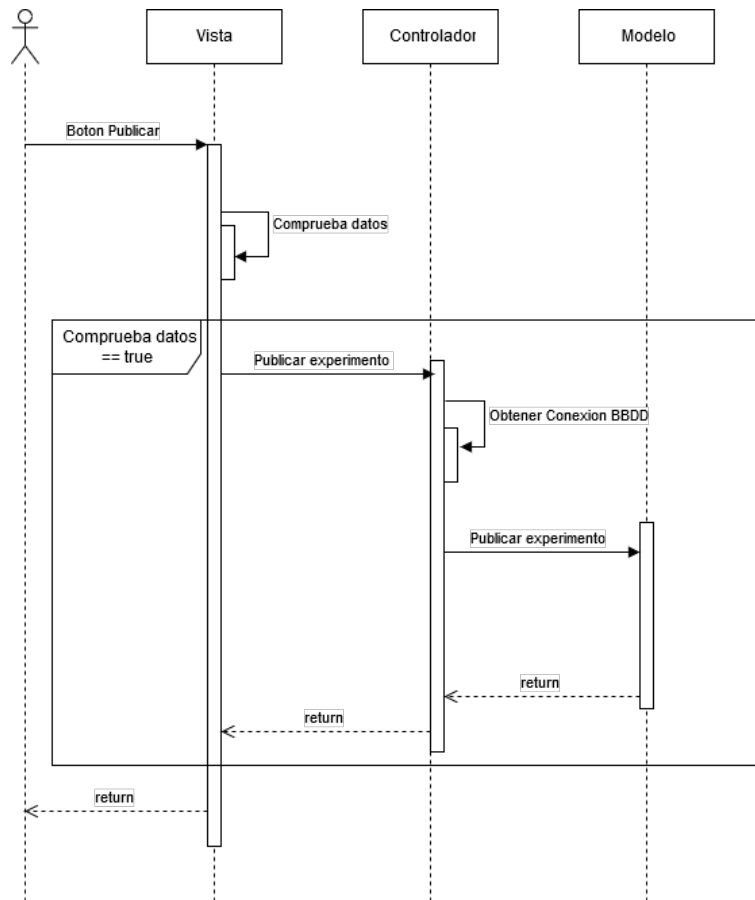 Vista
Controlador
Modelo
Boton Publicar
Comprueba datos
Comprueba datos
== true
Publicar experimento
Obtener Conexion BBDD
Publicar experimento
return
return
return